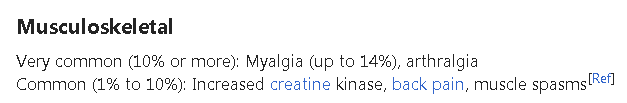 Musculoskeletal
Very common (10% or more): Myalgia (up to 14%), arthralgia
Common (1% to 10%): Increased creatine kinase, back pain, muscle spasms[Ref]